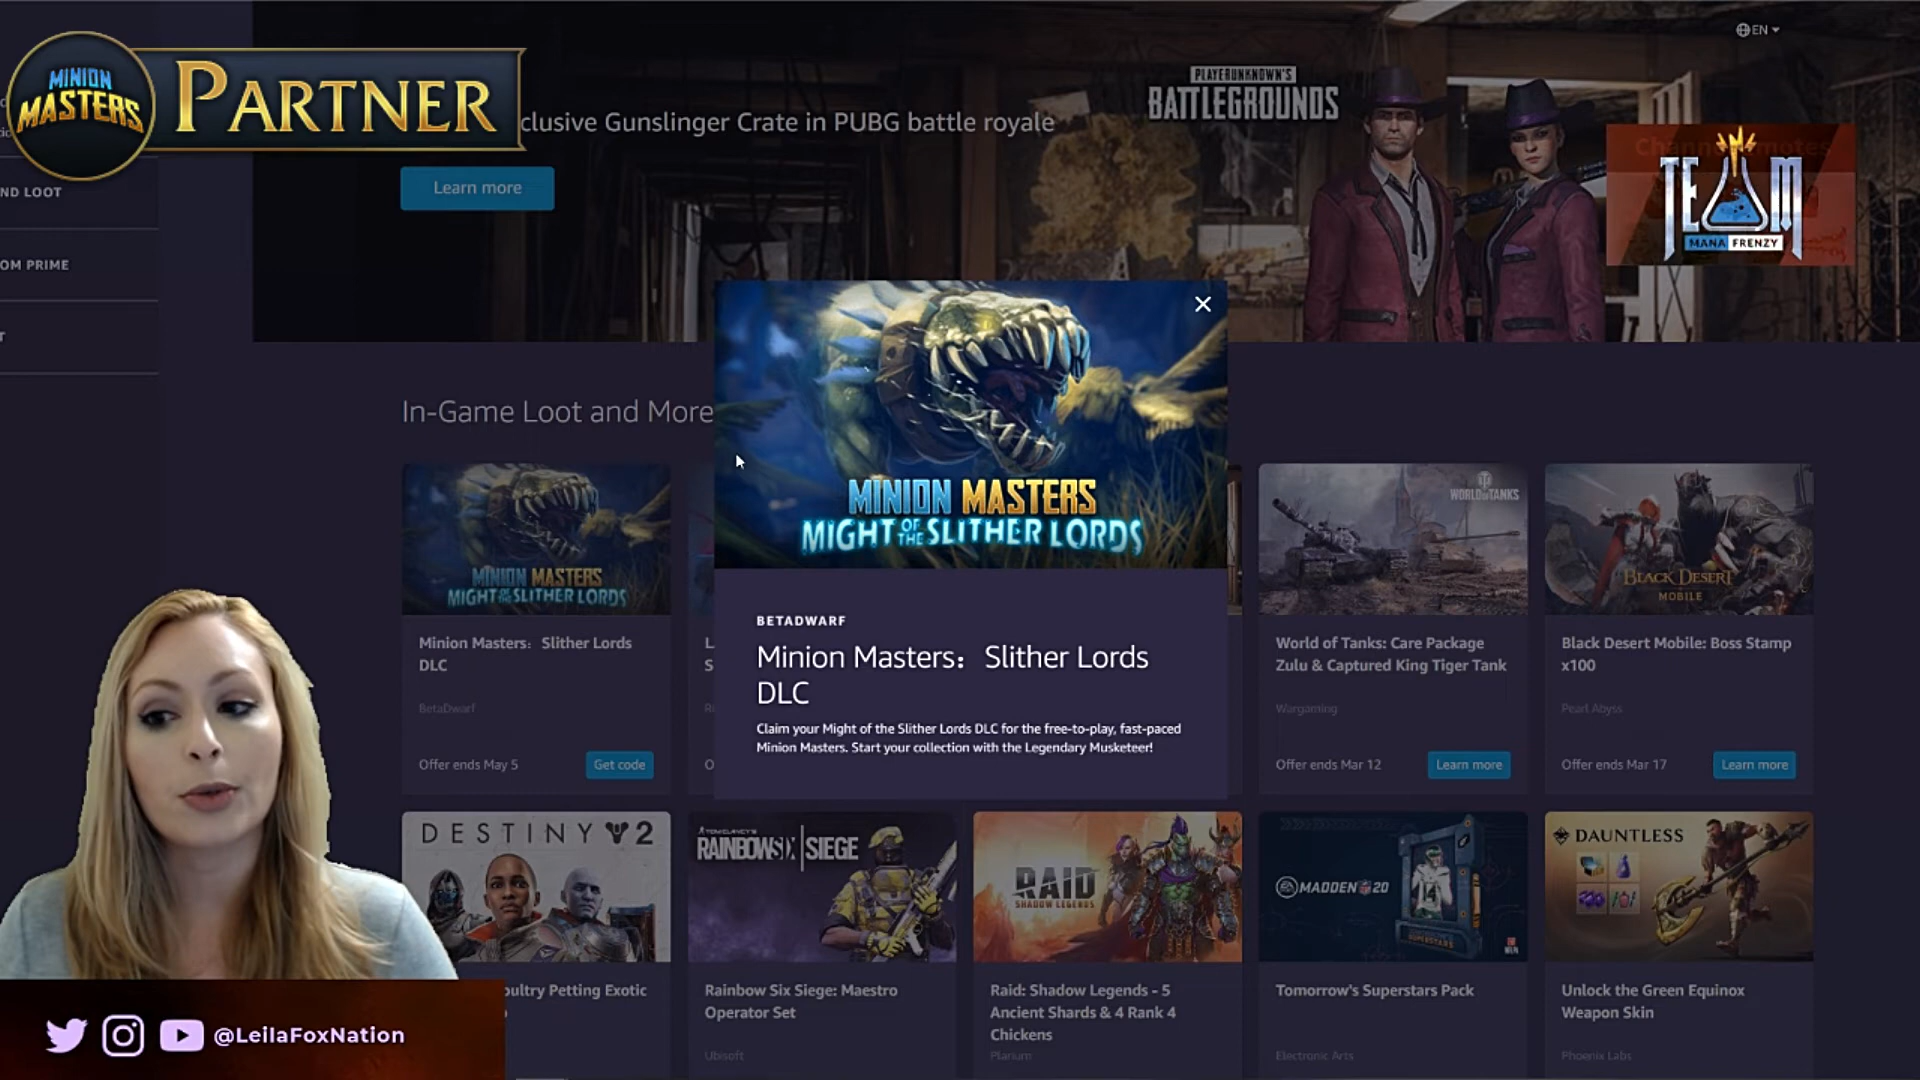 EN
MINION
MASTERS
PARTNER
clusive Gunslinger Crate in PUBG battle royale
Learn more
PLAYERUNKNOWN'S
BATTLEGROUNDS
TEAM
MANA FRENZY
ND LOOT
OM PRIME
T
In-Game Loot and More
MINION MASTERS
MIGHT OF THE SLITHER LORDS
BETADWARF
Minion Masters: Slither Lords
DLC
Claim your Might of the Slither Lords DLC for the free-to-play, fast-paced
Minion Masters. Start your collection with the Legendary Musketeer!
MINION MASTERS
MIGHT OF THE SLITHER LORDS
Minion Masters: Slither Lords
DLC
BetaDwarf
Offer ends May 5
Get code
L
S
Ri
O
WORLD OF TANKS
World of Tanks: Care Package
Zulu & Captured King Tiger Tank
Wargaming
Offer ends Mar 12
Learn more
BLACK DESERT
MOBILE
Black Desert Mobile: Boss Stamp
x100
Pearl Abyss
Offer ends Mar 17
Learn more
DESTINY 2
oultry Petting Exotic
TOM CLANCY'S
RAINBOW SIX | SIEGE
Rainbow Six Siege: Maestro
Operator Set
Ubisoft
RAID
SHADOW LEGENDS
Raid: Shadow Legends - 5
Ancient Shards & 4 Rank 4
Chickens
Plarium
EA MADDEN NFL 20
SUPERSTARS
Tomorrow's Superstars Pack
Electronic Arts
DAUNTLESS
Unlock the Green Equinox
Weapon Skin
Phoenix Labs
@LeilaFoxNation